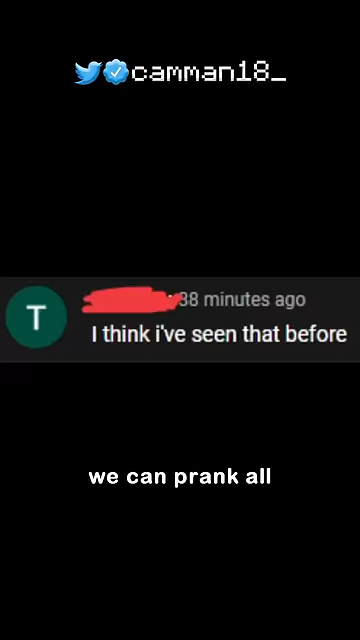 camman18_
T
38 minutes ago
I think i've seen that before
we can prank all